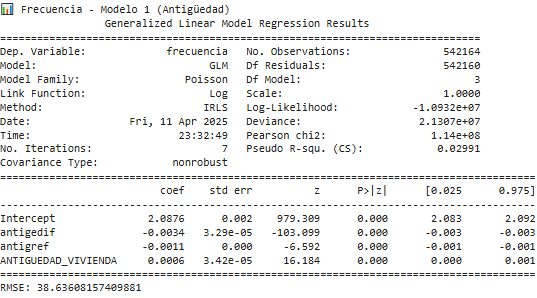 Frecuencia - Modelo 1 (Antigüedad)
Generalized Linear Model Regression Results
==============================================================================
Dep. Variable: frecuencia No. Observations: 542164
Model: GLM Df Residuals: 542160
Model Family: Poisson Df Model: 3
Link Function: Log Scale: 1.0000
Method: IRLS Log-Likelihood: -1.0932e+07
Date: Fri, 11 Apr 2025 Deviance: 2.1307e+07
Time: 23:32:49 Pearson chi2: 1.14e+08
No. Iterations: 7 Pseudo R-squ. (CS): 0.02991
Covariance Type: nonrobust
==============================================================================
coef std err z P>|z| [0.025 0.975]
------------------------------------------------------------------------------
Intercept 2.0876 0.002 979.309 0.000 2.083 2.092
antigedif -0.0034 3.29e-05 -103.099 0.000 -0.003 -0.003
antigref -0.0011 0.000 -6.592 0.000 -0.001 -0.001
ANTIGUEDAD_VIVIENDA 0.0006 3.42e-05 16.184 0.000 0.000 0.001
==============================================================================
RMSE: 38.63608157409881